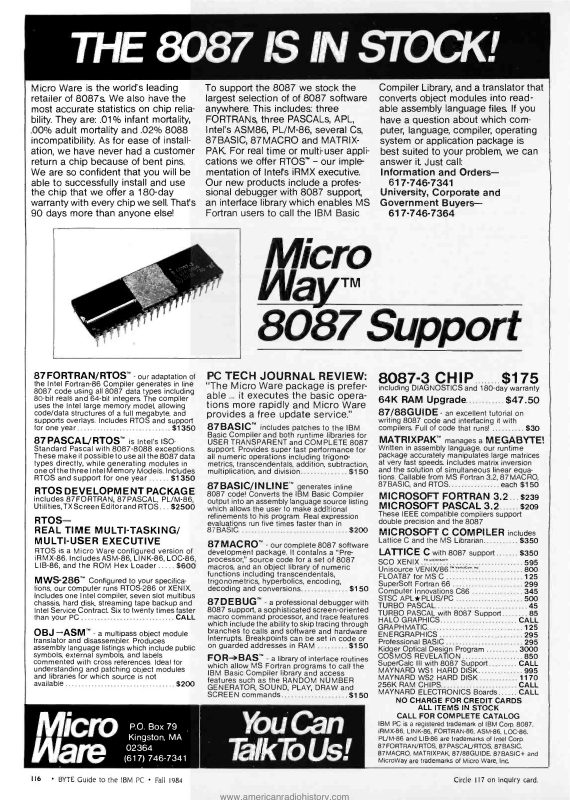 THE 8087 IS IN STOCK!
Micro Ware is the world's leading
retailer of 8087s. We also have the
most accurate statistics on chip relia-
bility. They are: .01% infant mortality,
.00% adult mortality and .02% 8088
incompatibility. As for ease of install-
ation, we have never had a customer
return a chip because of bent pins.
We are so confident that you will be
able to successfully install and use
the chip that we offer a 180-day
warranty with every chip we sell. That's
90 days more than anyone else!
To support the 8087 we stock the
largest selection of of 8087 software
anywhere. This includes: three
FORTRANs, three PASCALs, APL,
Intel's ASM86, PL/M-86, several Cs,
87BASIC, 87MACRO and MATRIX-
PAK. For real time or multi-user appli-
cations we offer RTOS™ – our imple-
mentation of Intel's iRMX executive.
Our new products include a profes-
sional debugger with 8087 support,
an interface library which enables MS
Fortran users to call the IBM Basic
Compiler Library, and a translator that
converts object modules into read-
able assembly language files. If you
have a question about which com-
puter, language, compiler, operating
system or application package is
best suited to your problem, we can
answer it. Just call:
Information and Orders—
617-746-7341
University, Corporate and
Government Buyers—
617-746-7364
Micro
Way™
8087 Support
87FORTRAN/RTOS™ - our adaptation of
the Intel Fortran-86 Compiler generates in line
8087 code using all 8087 data types including
80-bit reals and 64-bit integers. The compiler
uses the Intel large memory model, allowing
code/data structures of a full megabyte, and
supports overlays. Includes RTOS and support
for one year $1350
87PASCAL/RTOS™ is Intel's ISO-
Standard Pascal with 8087-8088 exceptions.
These make it possible to use all the 8087 data
types directly, while generating modules in
one of the three Intel Memory Models. Includes
RTOS and support for one year $1350
RTOS DEVELOPMENT PACKAGE
includes 87FORTRAN, 87PASCAL, PL/M-86,
Utilities, TX Screen Editor and RTOS $2500
RTOS—
REAL TIME MULTI-TASKING/
MULTI-USER EXECUTIVE
RTOS is a Micro Ware configured version of
iRMX-86. Includes ASM-86, LINK-86, LOC-86,
LIB-86, and the ROM Hex Loader $600
MWS-286™ Configured to your specifica-
tions, our computer runs RTOS-286 or XENIX.
Includes one Intel compiler, seven slot multibus
chassis, hard disk, streaming tape backup and
Intel Service Contract. Six to twenty times faster
than your PC CALL
OBJ→ASM™ - a multipass object module
translator and disassembler. Produces
assembly language listings which include public
symbols, external symbols, and labels
commented with cross references. Ideal for
understanding and patching object modules
and libraries for which source is not
available $200
PC TECH JOURNAL REVIEW:
"The Micro Ware package is prefer-
able ... it executes the basic opera-
tions more rapidly and Micro Ware
provides a free update service."
87BASIC™ includes patches to the IBM
Basic Compiler and both runtime libraries for
USER TRANSPARENT and COMPLETE 8087
support. Provides super fast performance for
all numeric operations including trigono-
metrics, transcendentals, addition, subtraction,
multiplication, and division $150
87BASIC/INLINE™ generates inline
8087 code! Converts the IBM Basic Compiler
output into an assembly language source listing
which allows the user to make additional
refinements to his program. Real expression
evaluations run five times faster than in
87BASIC $200
87MACRO™ - our complete 8087 software
development package. It contains a "Pre-
processor," source code for a set of 8087
macros, and an object library of numeric
functions including transcendentals,
trigonometrics, hyperbolics, encoding,
decoding and conversions $150
87DEBUG™ - a professional debugger with
8087 support, a sophisticated screen-oriented
macro command processor, and trace features
which include the ability to skip tracing through
branches to calls and software and hardware
interrupts. Breakpoints can be set in code or
on guarded addresses in RAM $150
FOR→BAS™ - a library of interface routines
which allow MS Fortran programs to call the
IBM Basic Compiler library and access
features such as the RANDOM NUMBER
GENERATOR, SOUND, PLAY, DRAW and
SCREEN commands $150
8087-3 CHIP $175
including DIAGNOSTICS and 180-day warranty
64K RAM Upgrade $47.50
87/88GUIDE - an excellent tutorial on
writing 8087 code and interfacing it with
compilers. Full of code that runs! $30
MATRIXPAK™ manages a MEGABYTE!
Written in assembly language, our runtime
package accurately manipulates large matrices
at very fast speeds. Includes matrix inversion
and the solution of simultaneous linear equa-
tions. Callable from MS Fortran 3.2, 87MACRO,
87BASIC, and RTOS each $150
MICROSOFT FORTRAN 3.2 $239
MICROSOFT PASCAL 3.2 $209
These IEEE compatible compilers support
double precision and the 8087
MICROSOFT C COMPILER includes
Lattice C and the MS Librarian $350
LATTICE C with 8087 support $350
SCO XENIX 595
Unisource VENIX/86 800
FLOAT87 for MS C 125
SuperSoft Fortran 66 299
Computer Innovations C86 345
STSC APL★PLUS/PC 500
TURBO PASCAL 45
TURBO PASCAL with 8087 Support 85
HALO GRAPHICS CALL
GRAPHMATIC 125
ENERGRAPHICS 295
Professional BASIC 295
Kidger Optical Design Program 3000
COSMOS REVELATION 850
SuperCalc III with 8087 Support CALL
MAYNARD WS1 HARD DISK 995
MAYNARD WS2 HARD DISK 1170
256K RAM CHIPS CALL
MAYNARD ELECTRONICS Boards CALL
NO CHARGE FOR CREDIT CARDS
ALL ITEMS IN STOCK
CALL FOR COMPLETE CATALOG
IBM PC is a registered trademark of IBM Corp. 8087,
iRMX-86, LINK-86, FORTRAN-86, ASM-86, LOC-86,
PL/M-86 and LIB-86 are trademarks of Intel Corp.
87FORTRAN/RTOS, 87PASCAL/RTOS, 87BASIC,
87MACRO, MATRIXPAK, 87/88GUIDE, 87BASIC+ and
MicroWay are trademarks of Micro Ware, Inc.
Micro
Ware
P.O. Box 79
Kingston, MA
02364
(617) 746-7341
You Can
Talk To Us!
116 • BYTE Guide to the IBM PC • Fall 1984
Circle 117 on inquiry card.
www.americanradiohistory.com